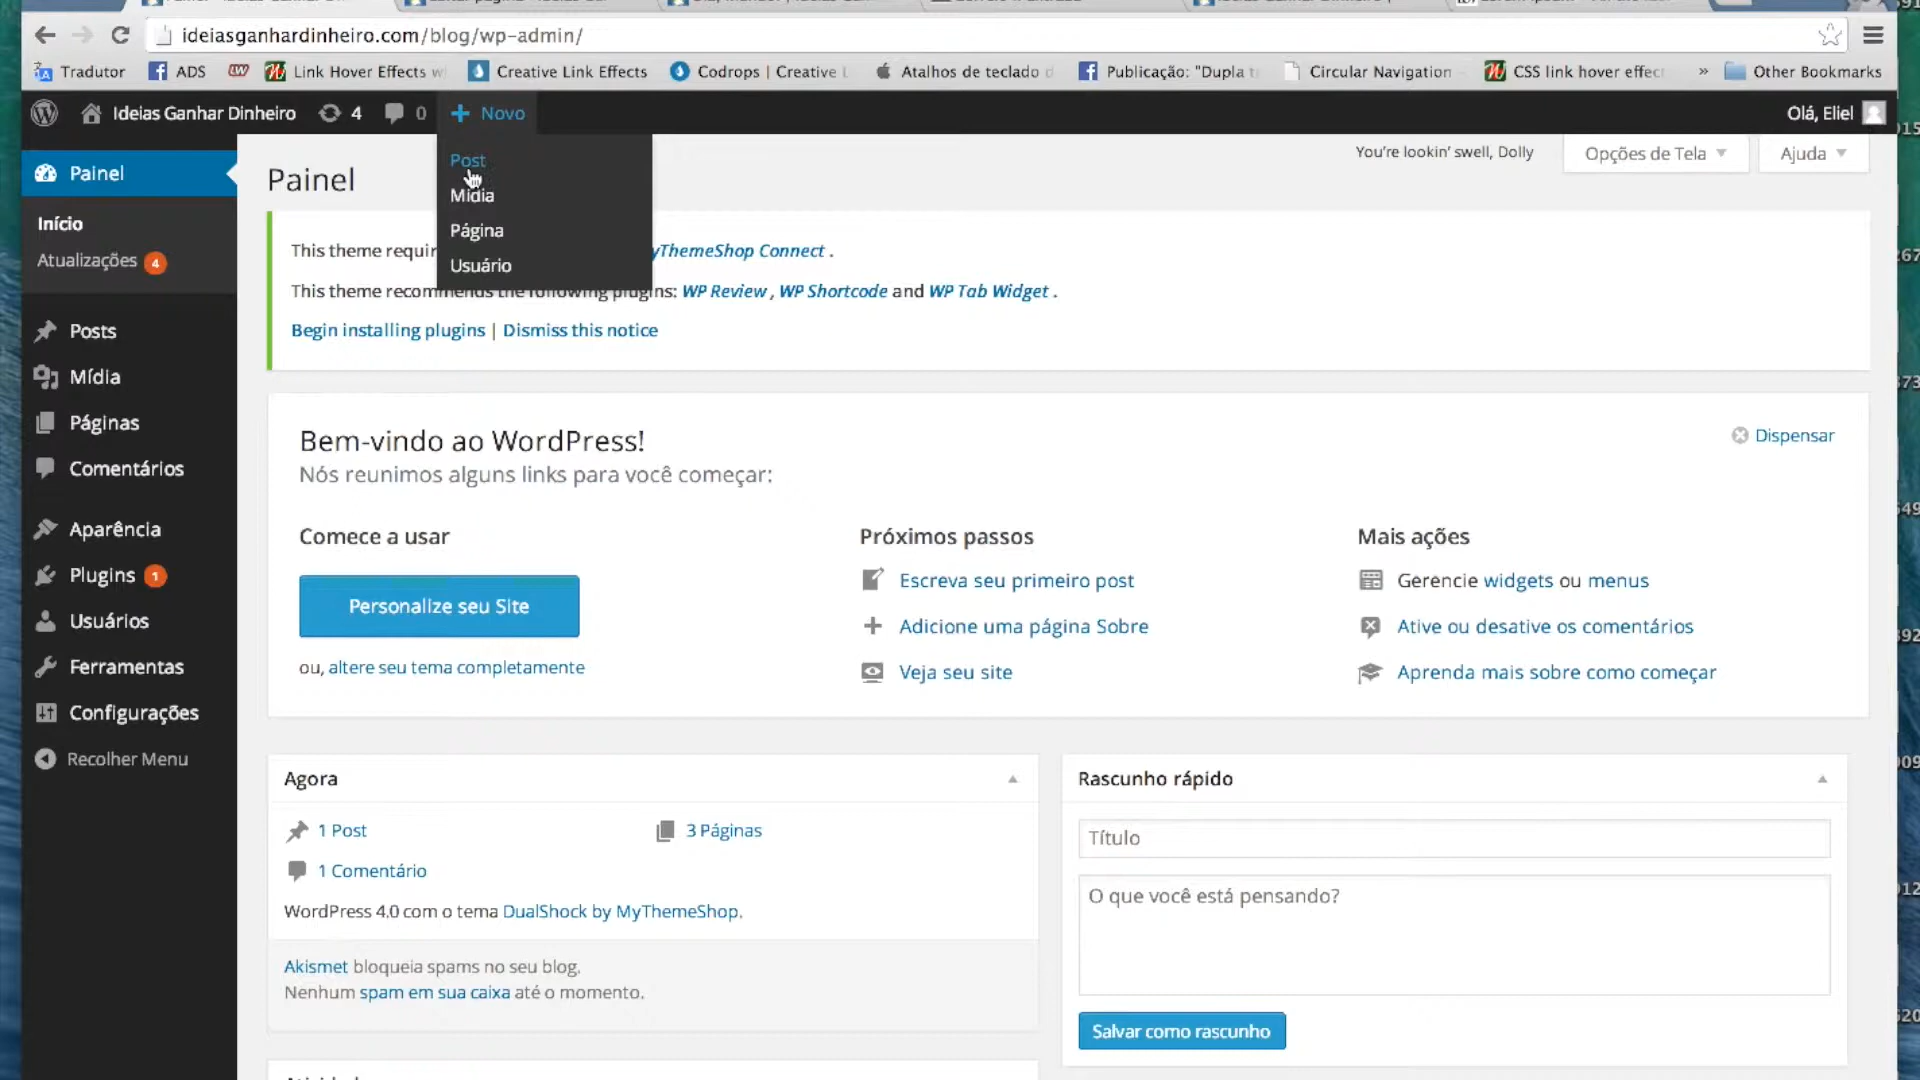 ideiasganhardinheiro.com/blog/wp-admin/
Tradutor ADS Link Hover Effects w Creative Link Effects Codrops | Creative L Atalhos de teclado d Publicação: "Dupla t Circular Navigation CSS link hover effec » Other Bookmarks
Ideias Ganhar Dinheiro 4 0 + Novo Olá, Eliel
Painel
Início
Atualizações 4
Posts
Mídia
Páginas
Comentários
Aparência
Plugins 1
Usuários
Ferramentas
Configurações
Recolher Menu
Post
Mídia
Página
Usuário
You're lookin' swell, Dolly Opções de Tela Ajuda
Painel
This theme requir yThemeShop Connect .
This theme recommends the following plugins: WP Review , WP Shortcode and WP Tab Widget .
Begin installing plugins | Dismiss this notice
Bem-vindo ao WordPress!
Dispensar
Nós reunimos alguns links para você começar:
Comece a usar
Personalize seu Site
ou, altere seu tema completamente
Próximos passos
Escreva seu primeiro post
Adicione uma página Sobre
Veja seu site
Mais ações
Gerencie widgets ou menus
Ative ou desative os comentários
Aprenda mais sobre como começar
Agora
1 Post 3 Páginas
1 Comentário
WordPress 4.0 com o tema DualShock by MyThemeShop.
Akismet bloqueia spams no seu blog.
Nenhum spam em sua caixa até o momento.
Rascunho rápido
Título
O que você está pensando?
Salvar como rascunho